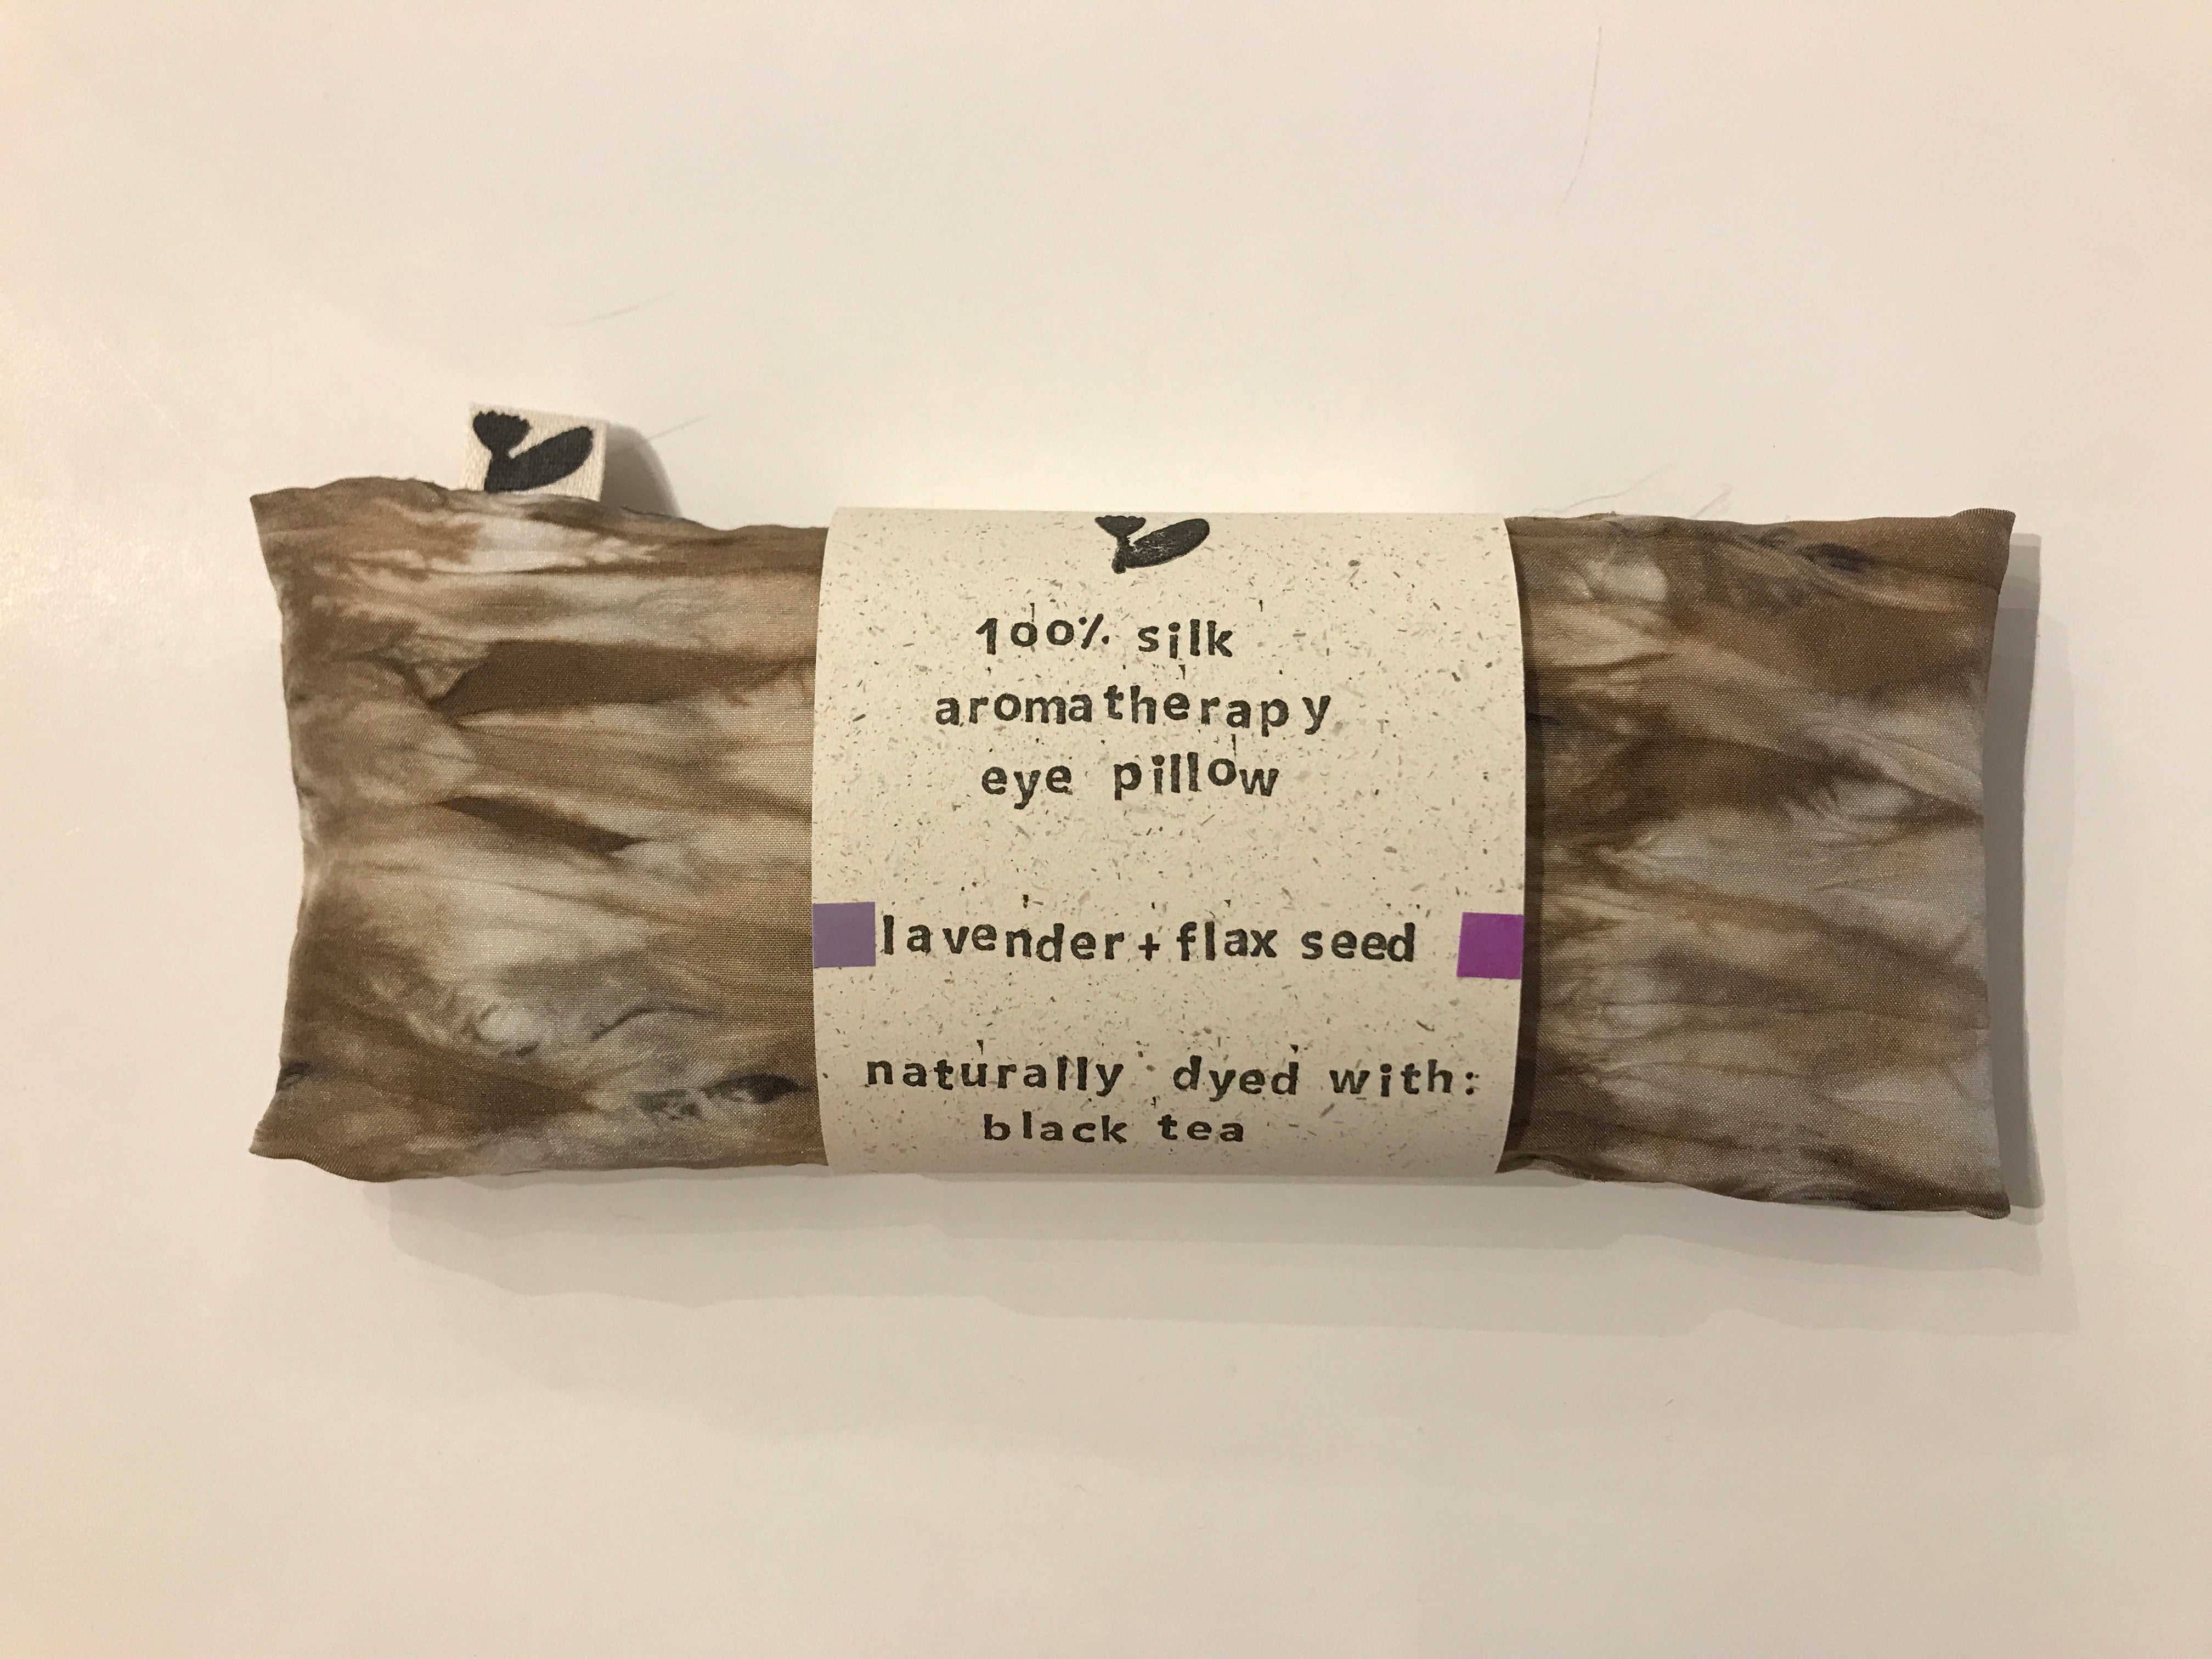 100% silk
aromatherapy
eye pillow
lavender + flax seed
naturally dyed with:
black tea